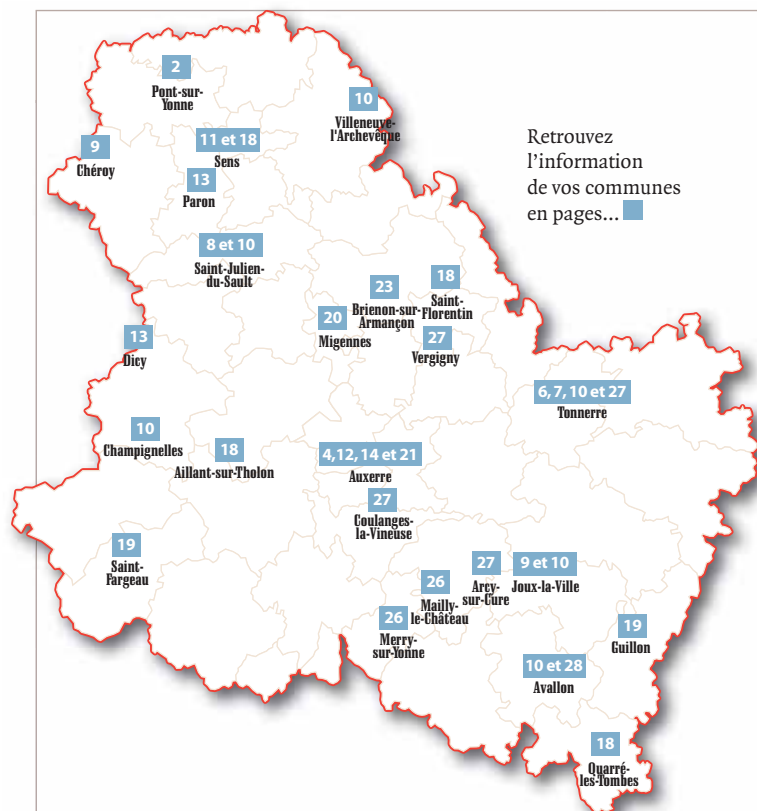 2
Pont-sur-
Yonne
10
Villeneuve-
l'Archevêque
Retrouvez
l'information
de vos communes
en pages...
9
Chéroy
11 et 18
Sens
13
Paron
8 et 10
Saint-Julien-
du-Sault
18
Saint-
Florentin
23
Brienon-sur-
Armançon
20
Migennes
27
Vergigny
13
Dicy
6, 7, 10 et 27
Tonnerre
10
Champignelles
18
Aillant-sur-Tholon
4,12, 14 et 21
Auxerre
27
Coulanges-
la-Vineuse
19
Saint-
Fargeau
27
Arcy-
sur-Cure
9 et 10
Joux-la-Ville
26
Mailly-
le-Château
26
Merry-
sur-Yonne
19
Guillon
10 et 28
Avallon
18
Quarré-
les-Tombes